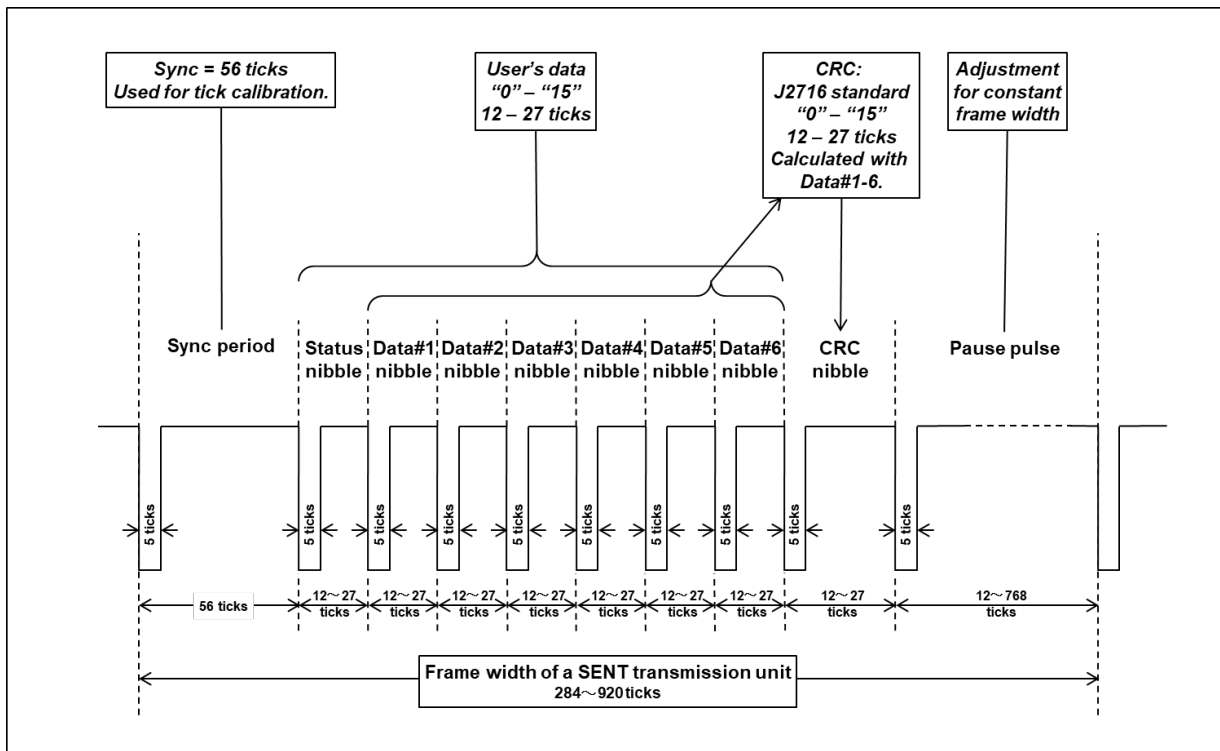 Sync = 56 ticks
Used for tick calibration.
User's data
"0" – "15"
12 – 27 ticks
CRC:
J2716 standard
"0" – "15"
12 – 27 ticks
Calculated with
Data#1-6.
Adjustment
for constant
frame width
Sync period
Status
nibble
Data#1
nibble
Data#2
nibble
Data#3
nibble
Data#4
nibble
Data#5
nibble
Data#6
nibble
CRC
nibble
Pause pulse
5 ticks
5 ticks
5 ticks
5 ticks
5 ticks
5 ticks
5 ticks
5 ticks
5 ticks
5 ticks
56 ticks
12～27
ticks
12～27
ticks
12～27
ticks
12～27
ticks
12～27
ticks
12～27
ticks
12～27
ticks
12～27
ticks
12～768
ticks
Frame width of a SENT transmission unit
284～920ticks